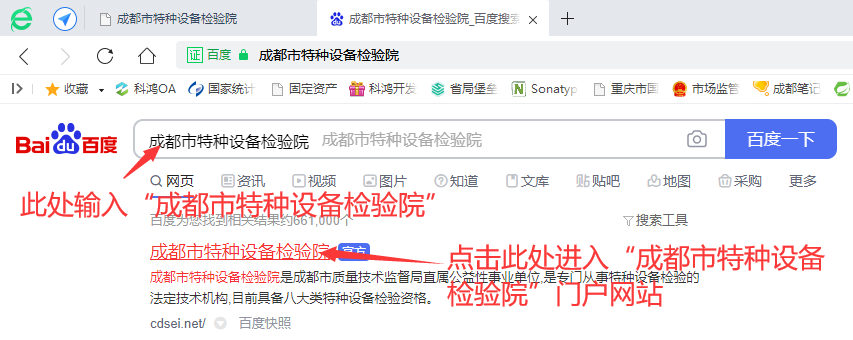 成都市特种设备检验院
成都市特种设备检验院_百度搜索
证 百度 成都市特种设备检验院
收藏 科鸿OA 国家统计 固定资产 科鸿开发 省局堡垒 Sonatyp 重庆市国 市场监管 成都笔记
Bai du 百度 成都市特种设备检验院 成都市特种设备检验院 百度一下
网页 资讯 视频 图片 知道 文库 贴吧 地图 采购 更多
此处输入“成都市特种设备检验院”
百度为您找到相关结果约661,000个 搜索工具
成都市特种设备检验院 官方
点击此处进入“成都市特种设备
检验院”门户网站
成都市特种设备检验院是成都市质量技术监督局直属公益性事业单位,是专门从事特种设备检验的
法定技术机构,目前具备八大类特种设备检验资格。
cdsei.net/ 百度快照